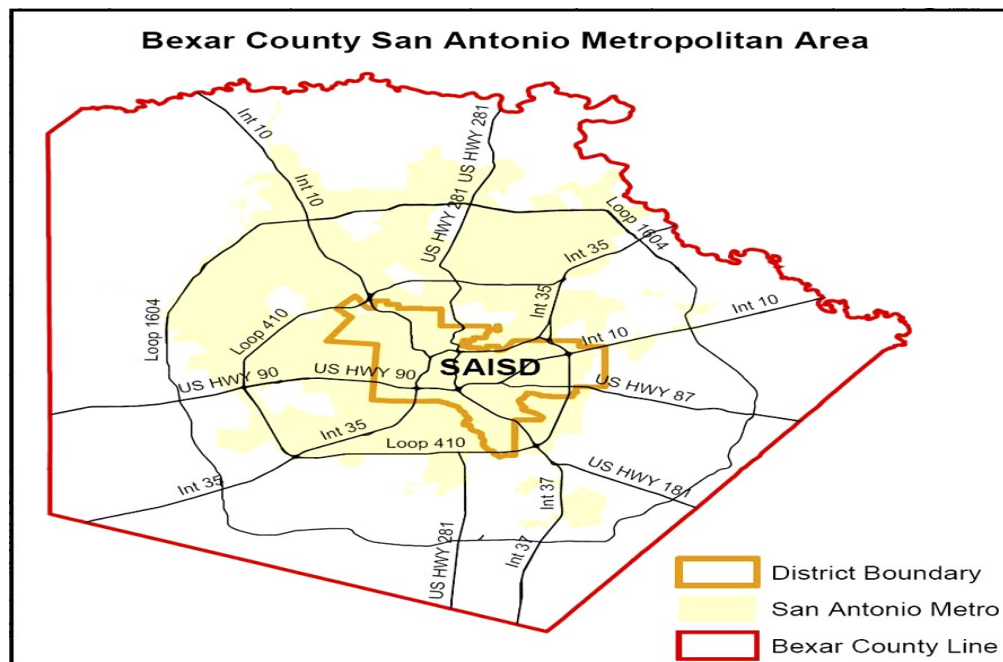 Bexar County San Antonio Metropolitan Area
Int 10
US HWY 281
Int 10
US HWY 281
Loop 1604
Int 35
Int 35
Int 10
Loop 1604
Loop 410
Int 10
US HWY 90
US HWY 90
SAISD
US HWY 87
Int 35
Loop 410
Int 35
US HWY 181
Int 37
US HWY 281
Int 37
District Boundary
San Antonio Metro
Bexar County Line